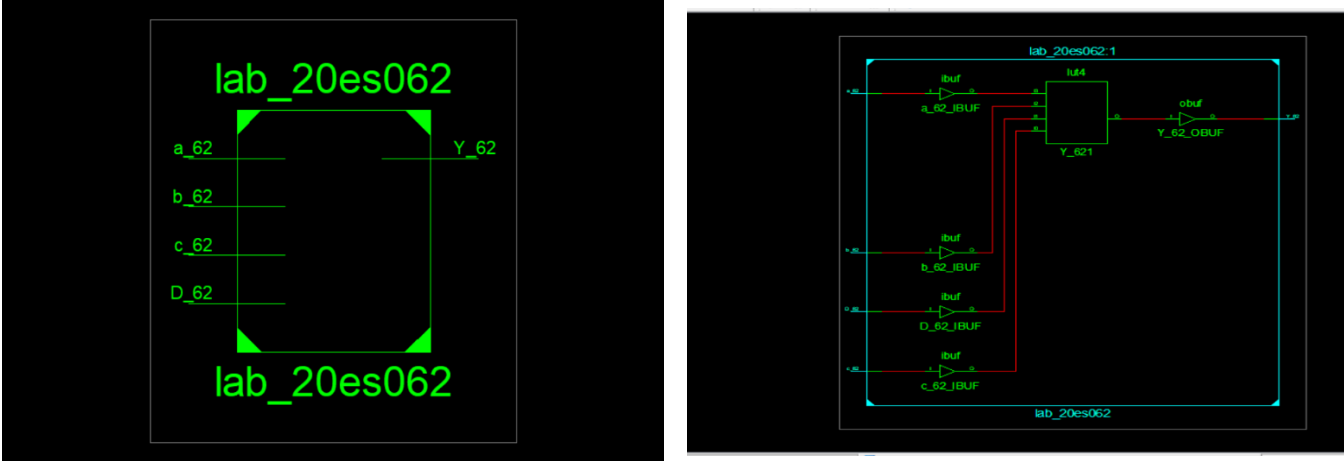 lab_20es062
a_62
Y_62
b_62
c_62
D_62
lab_20es062
lab_20es062:1
lut4
ibuf
a_62_IBUF
obuf
Y_62_OBUF
Y_621
ibuf
b_62_IBUF
ibuf
D_62_IBUF
ibuf
c_62_IBUF
lab_20es062